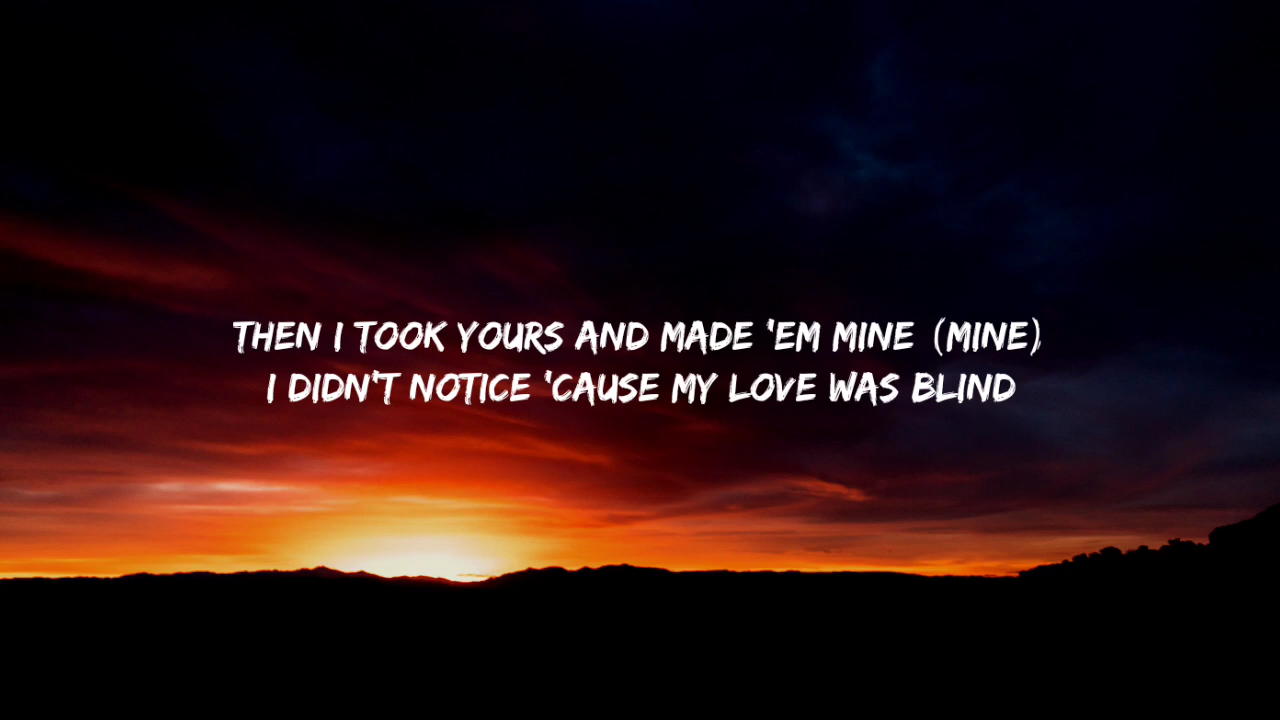 THEN I TOOK YOURS AND MADE 'EM MINE (MINE)
I DIDN'T NOTICE 'CAUSE MY LOVE WAS BLIND